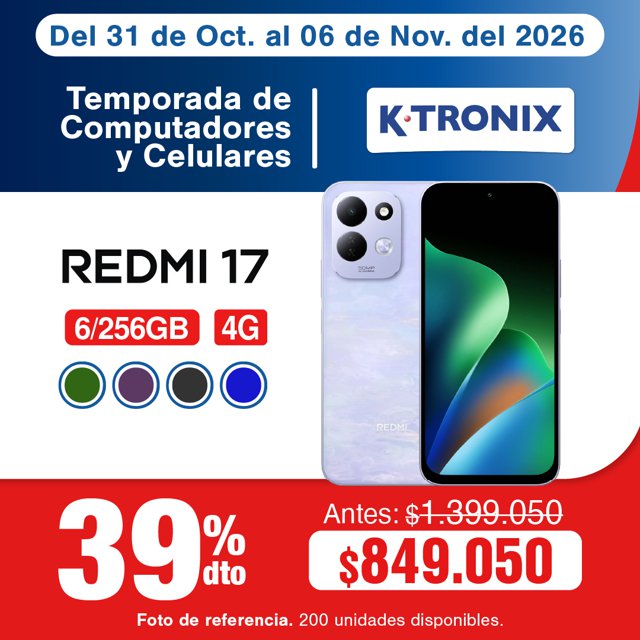 Del 31 de Oct. al 06 de Nov. del 2026
Temporada de
Computadores
y Celulares
K·TRONIX
REDMI 17
6/256GB 4G
REDMI
39% dto
Antes: $1.399.050
$849.050
Foto de referencia. 200 unidades disponibles.